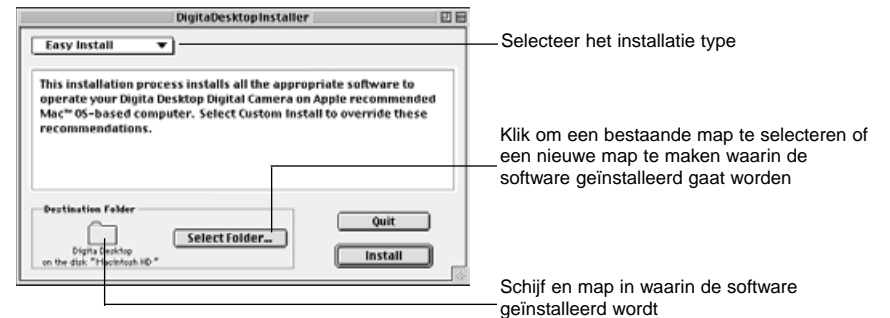 DigitaDesktopInstaller
Easy Install
Selecteer het installatie type
This installation process installs all the appropriate software to
operate your Digita Desktop Digital Camera on Apple recommended
Mac™ OS-based computer. Select Custom Install to override these
recommendations.
Klik om een bestaande map te selecteren of
een nieuwe map te maken waarin de
software geïnstalleerd gaat worden
Destination Folder
Select Folder...
Digita Desktop
on the disk "Macintosh HD"
Quit
Install
Schijf en map in waarin de software
geïnstalleerd wordt